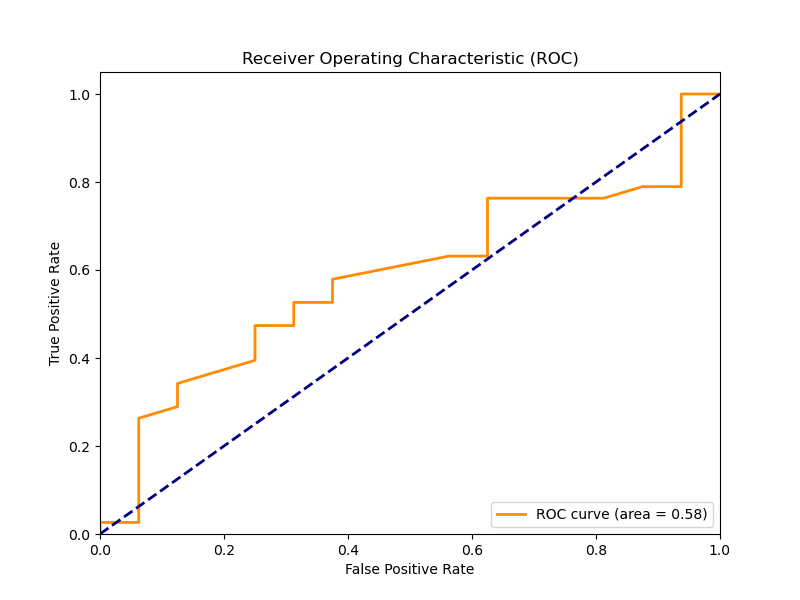 Receiver Operating Characteristic (ROC)
1.0
0.8
0.6
0.4
0.2
0.0
True Positive Rate
ROC curve (area = 0.58)
0.0 0.2 0.4 0.6 0.8 1.0
False Positive Rate